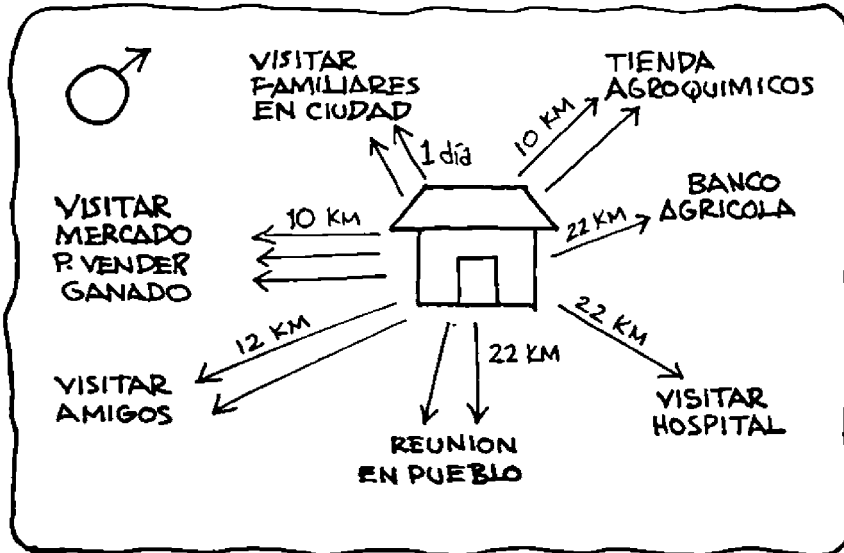 VISITAR
FAMILIARES
EN CIUDAD
1 día
TIENDA
AGROQUIMICOS
10 KM
BANCO
AGRICOLA
22 KM
VISITAR
MERCADO
P. VENDER
GANADO
10 KM
12 KM
VISITAR
AMIGOS
22 KM
REUNION
EN PUEBLO
22 KM
VISITAR
HOSPITAL